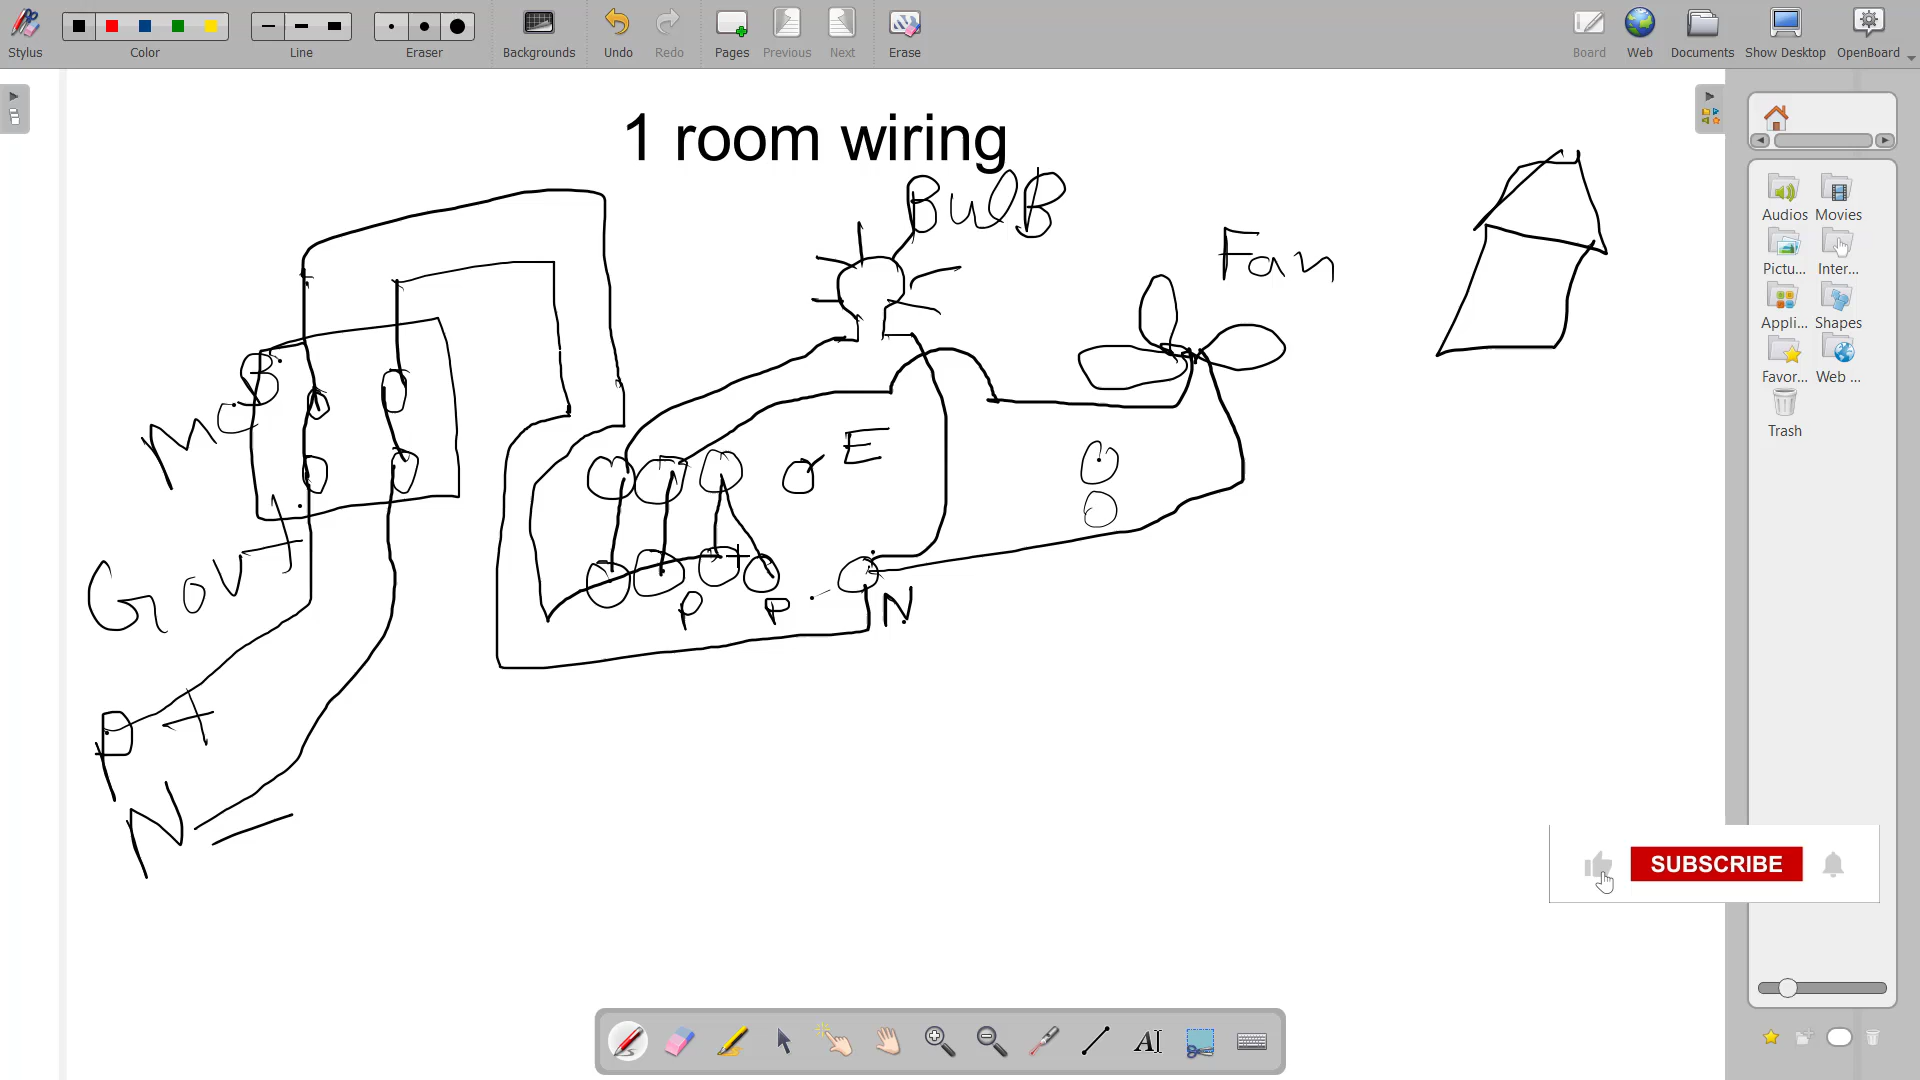 Stylus
Color
Line
Eraser
Backgrounds
Undo
Redo
Pages
Previous
Next
Erase
Board
Web
Documents
Show Desktop
OpenBoard
1 room wiring
BulB
Fan
M.C.B
E
Govt
P
P
N
P +
N
Audios
Movies
Pictu...
Inter...
Appli...
Shapes
Favor...
Web ...
Trash
SUBSCRIBE